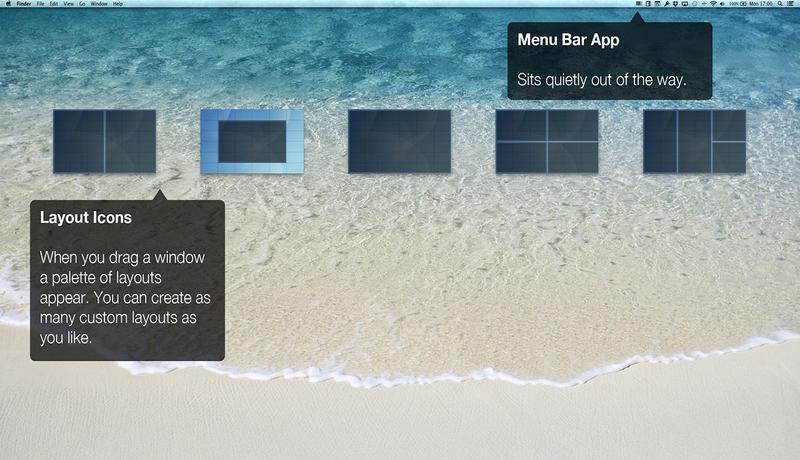 Finder File Edit View Go Window Help
100% Mon 17:00
Menu Bar App
Sits quietly out of the way.
Layout Icons
When you drag a window
a palette of layouts
appear. You can create as
many custom layouts as
you like.